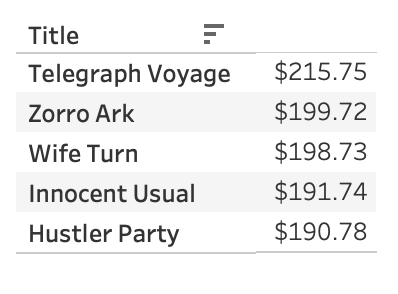 Title
Telegraph Voyage $215.75
Zorro Ark $199.72
Wife Turn $198.73
Innocent Usual $191.74
Hustler Party $190.78